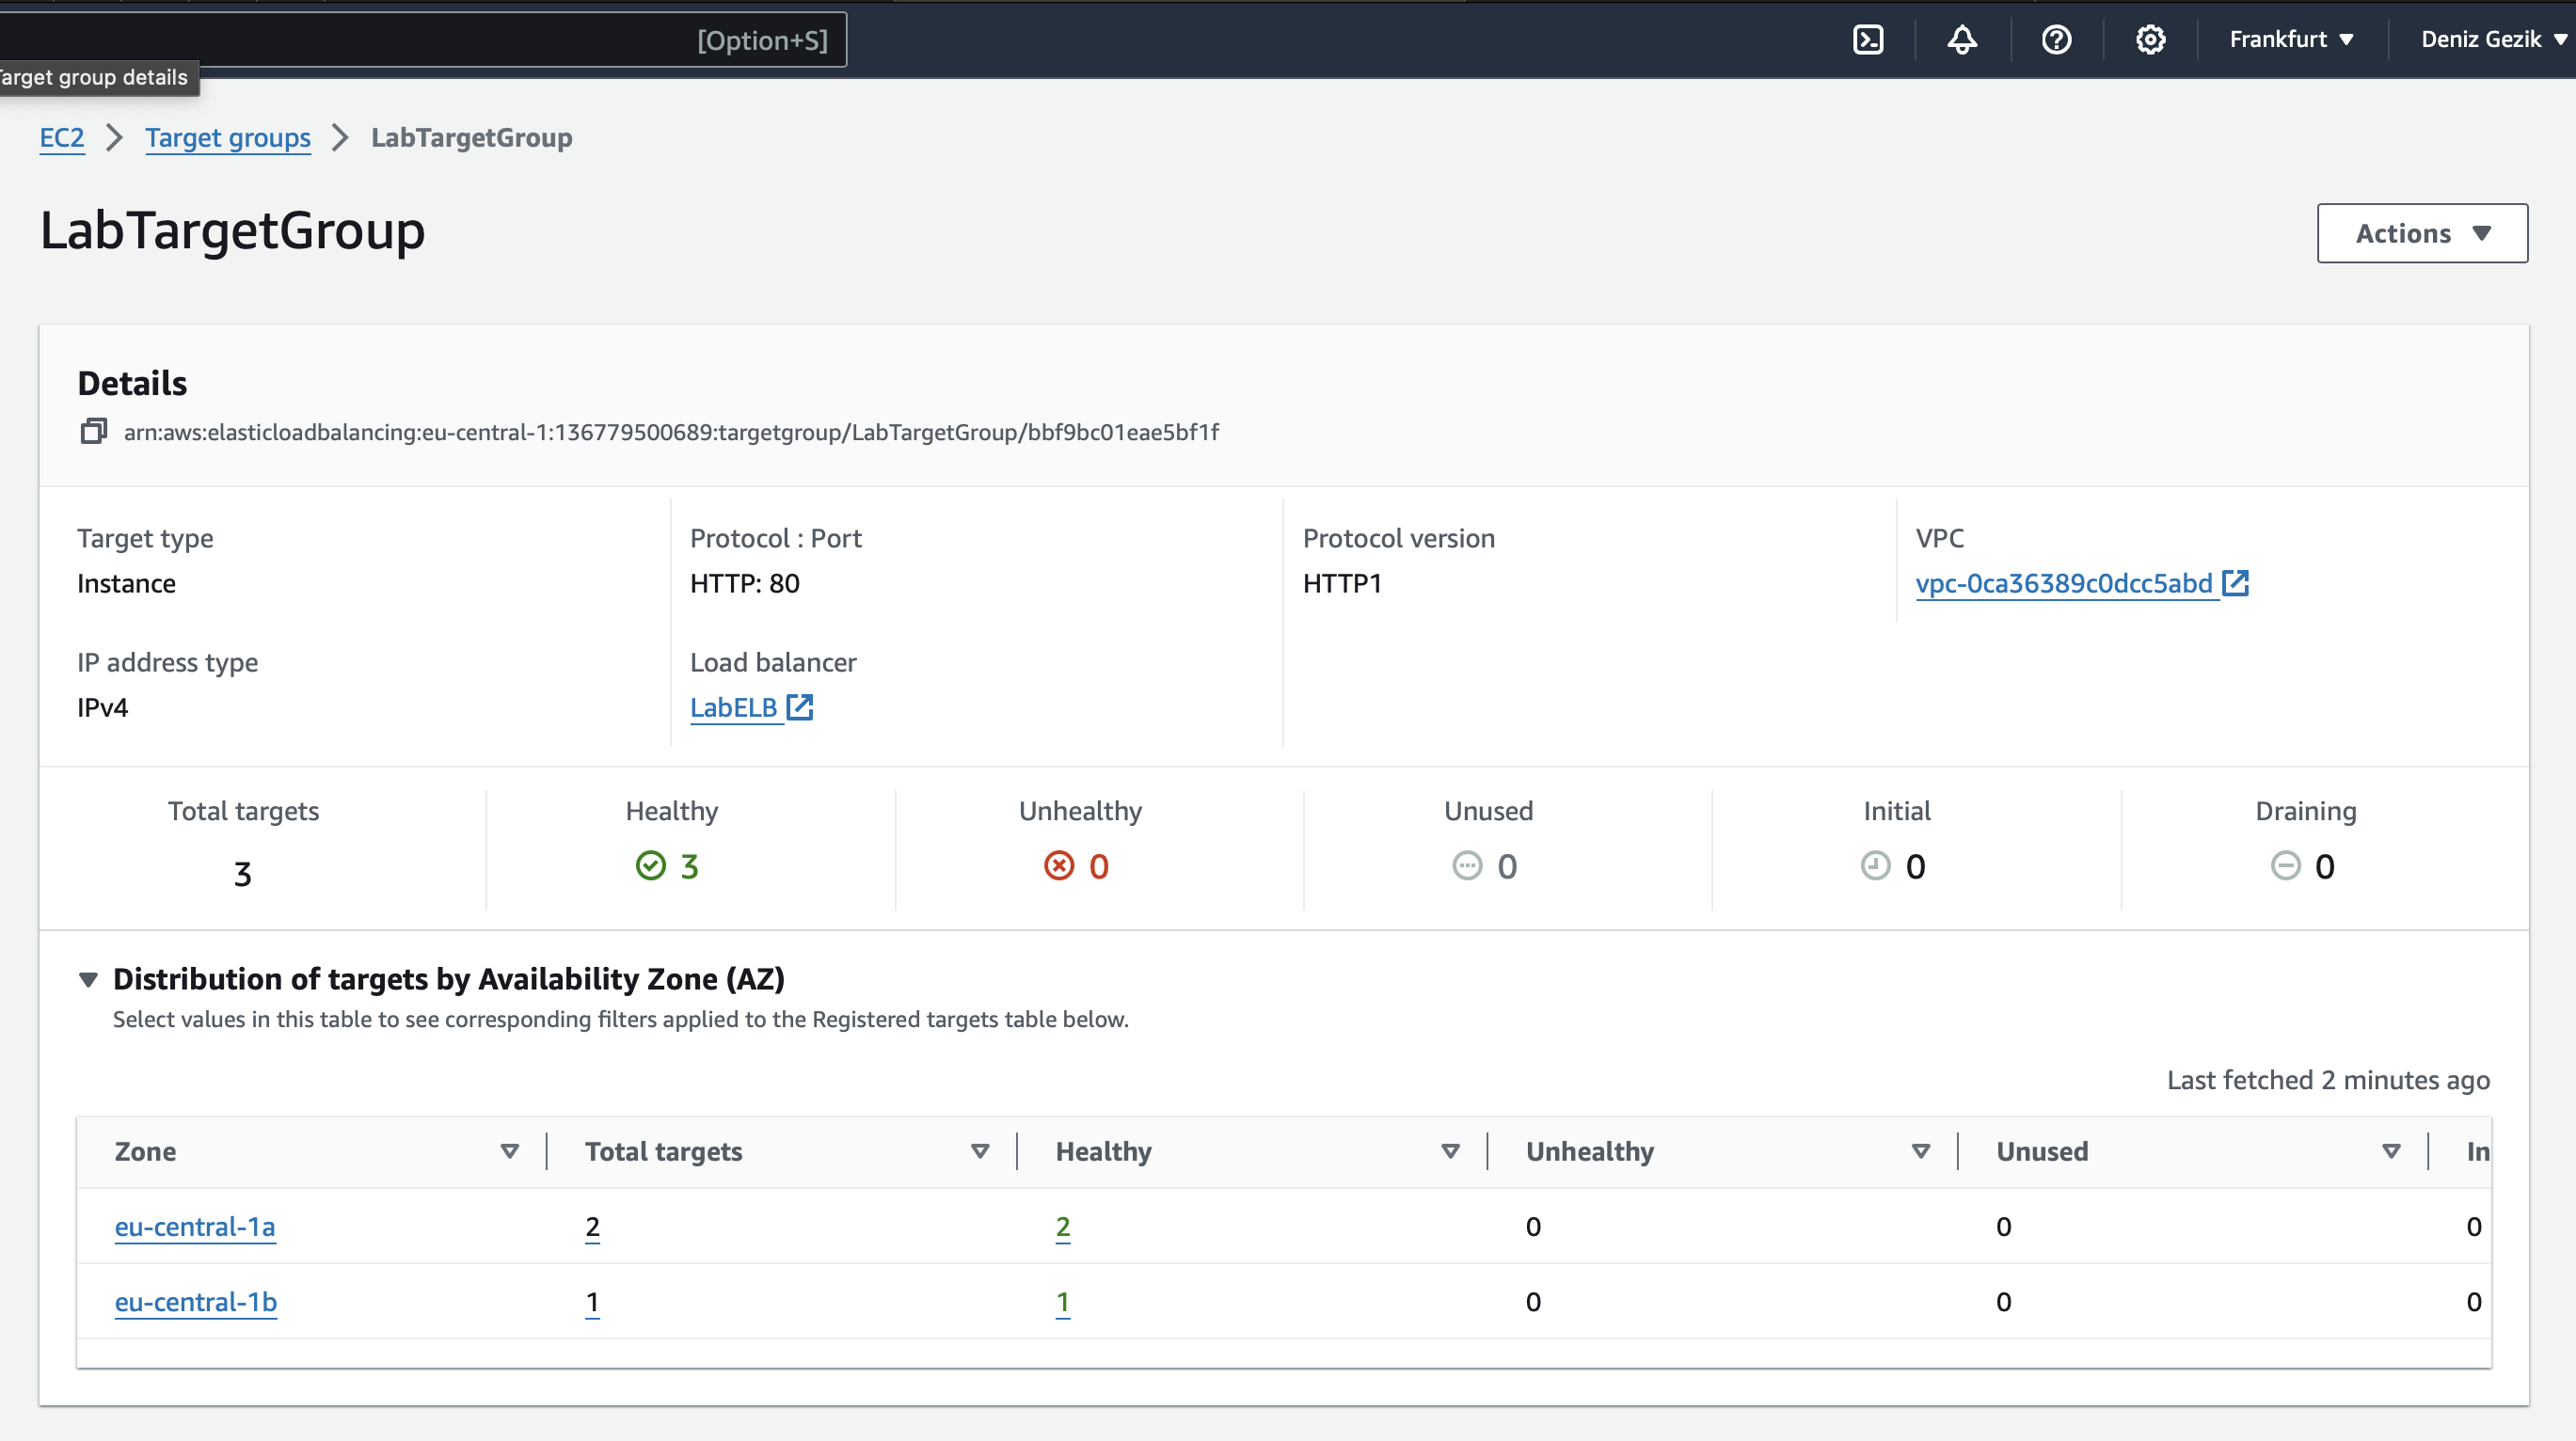 [Option+S]
Frankfurt
Deniz Gezik
Target group details
EC2 Target groups LabTargetGroup
LabTargetGroup
Actions
Details
arn:aws:elasticloadbalancing:eu-central-1:136779500689:targetgroup/LabTargetGroup/bbf9bc01eae5bf1f
Target type
Instance
Protocol : Port
HTTP: 80
Protocol version
HTTP1
VPC
vpc-0ca36389c0dcc5abd
IP address type
IPv4
Load balancer
LabELB
Total targets
3
Healthy
3
Unhealthy
0
Unused
0
Initial
0
Draining
0
Distribution of targets by Availability Zone (AZ)
Select values in this table to see corresponding filters applied to the Registered targets table below.
Last fetched 2 minutes ago
Zone Total targets Healthy Unhealthy Unused In
eu-central-1a 2 2 0 0 0
eu-central-1b 1 1 0 0 0